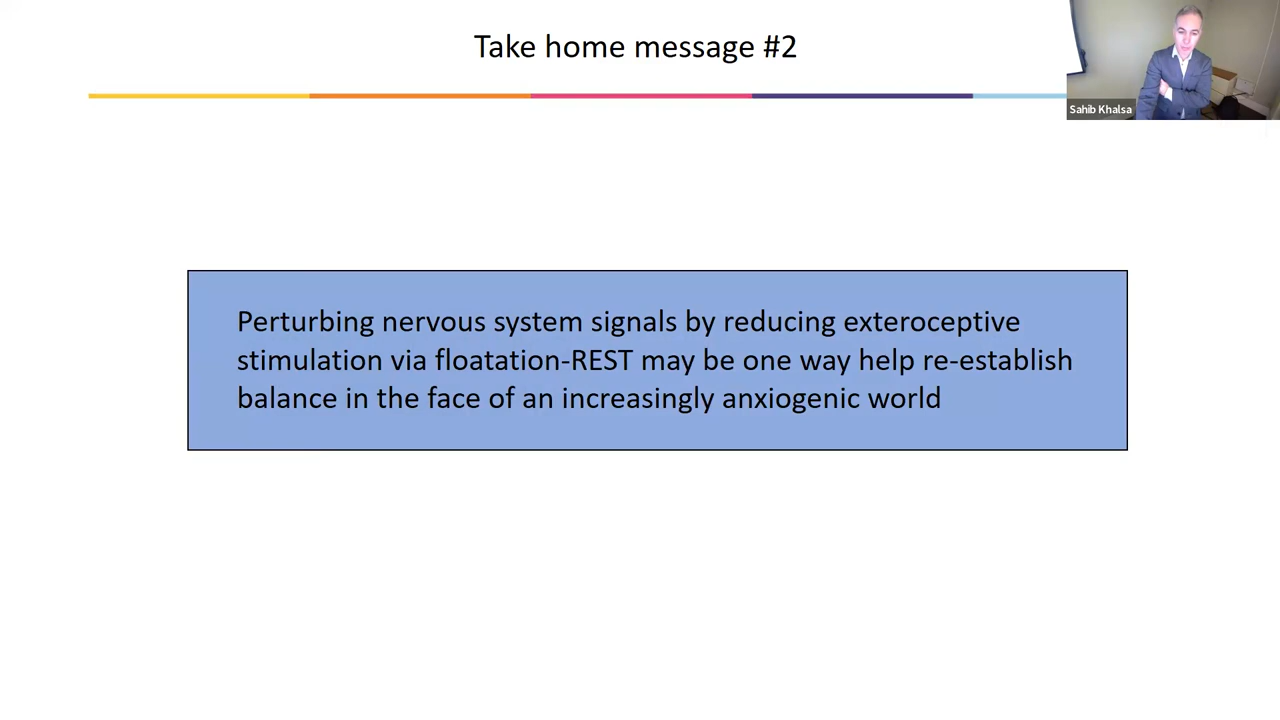 Take home message #2
Sahib Khalsa
Perturbing nervous system signals by reducing exteroceptive
stimulation via floatation-REST may be one way help re-establish
balance in the face of an increasingly anxiogenic world